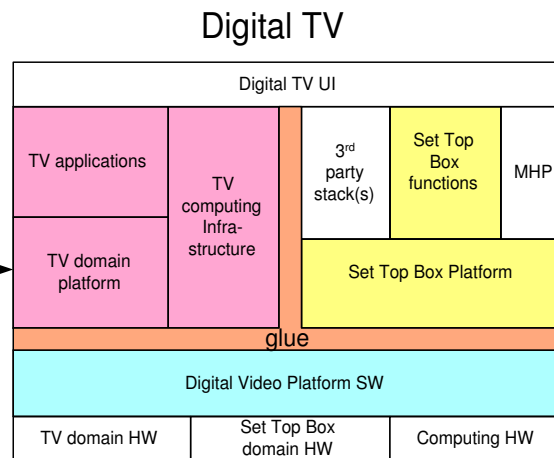 Digital TV
Digital TV UI
TV applications
TV domain
platform
TV
computing
Infra-
structure
3rd
party
stack(s)
Set Top
Box
functions
MHP
Set Top Box Platform
glue
Digital Video Platform SW
TV domain HW
Set Top Box
domain HW
Computing HW